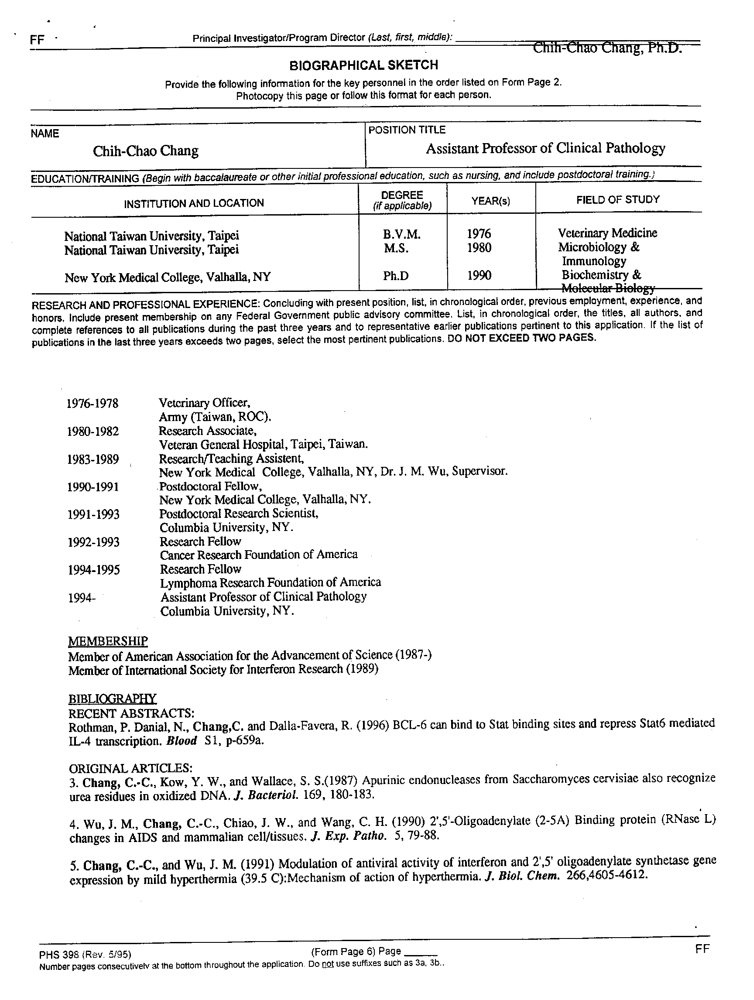 FF
Principal Investigator/Program Director (Last, first, middle):
Chih-Chao Chang, Ph.D.
BIOGRAPHICAL SKETCH
Provide the following information for the key personnel in the order listed on Form Page 2.
Photocopy this page or follow this format for each person.
NAME
POSITION TITLE
Chih-Chao Chang
Assistant Professor of Clinical Pathology
EDUCATION/TRAINING (Begin with baccalaureate or other initial professional education, such as nursing, and include postdoctoral training.)
INSTITUTION AND LOCATION DEGREE (if applicable) YEAR(s) FIELD OF STUDY
National Taiwan University, Taipei B.V.M. 1976 Veterinary Medicine
National Taiwan University, Taipei M.S. 1980 Microbiology &
Immunology
New York Medical College, Valhalla, NY Ph.D 1990 Biochemistry &
Molecular Biology
RESEARCH AND PROFESSIONAL EXPERIENCE: Concluding with present position, list, in chronological order, previous employment, experience, and
honors. Include present membership on any Federal Government public advisory committee. List, in chronological order, the titles, all authors, and
complete references to all publications during the past three years and to representative earlier publications pertinent to this application. If the list of
publications in the last three years exceeds two pages, select the most pertinent publications. DO NOT EXCEED TWO PAGES.
1976-1978 Veterinary Officer,
Army (Taiwan, ROC).
1980-1982 Research Associate,
Veteran General Hospital, Taipei, Taiwan.
1983-1989 Research/Teaching Assistent,
New York Medical College, Valhalla, NY, Dr. J. M. Wu, Supervisor.
1990-1991 Postdoctoral Fellow,
New York Medical College, Valhalla, NY.
1991-1993 Postdoctoral Research Scientist,
Columbia University, NY.
1992-1993 Research Fellow
Cancer Research Foundation of America
1994-1995 Research Fellow
Lymphoma Research Foundation of America
1994- Assistant Professor of Clinical Pathology
Columbia University, NY.
MEMBERSHIP
Member of American Association for the Advancement of Science (1987-)
Member of International Society for Interferon Research (1989)
BIBLIOGRAPHY
RECENT ABSTRACTS:
Rothman, P. Danial, N., Chang,C. and Dalla-Favera, R. (1996) BCL-6 can bind to Stat binding sites and repress Stat6 mediated
IL-4 transcription. Blood S1, p-659a.
ORIGINAL ARTICLES:
3. Chang, C.-C., Kow, Y. W., and Wallace, S. S.(1987) Apurinic endonucleases from Saccharomyces cervisiae also recognize
urea residues in oxidized DNA. J. Bacteriol. 169, 180-183.
4. Wu, J. M., Chang, C.-C., Chiao, J. W., and Wang, C. H. (1990) 2',5'-Oligoadenylate (2-5A) Binding protein (RNase L)
changes in AIDS and mammalian cell/tissues. J. Exp. Patho. 5, 79-88.
5. Chang, C.-C., and Wu, J. M. (1991) Modulation of antiviral activity of interferon and 2',5' oligoadenylate synthetase gene
expression by mild hyperthermia (39.5 C):Mechanism of action of hyperthermia. J. Biol. Chem. 266,4605-4612.
PHS 398 (Rev. 5/95) (Form Page 6) Page FF
Number pages consecutively at the bottom throughout the application. Do not use suffixes such as 3a, 3b..